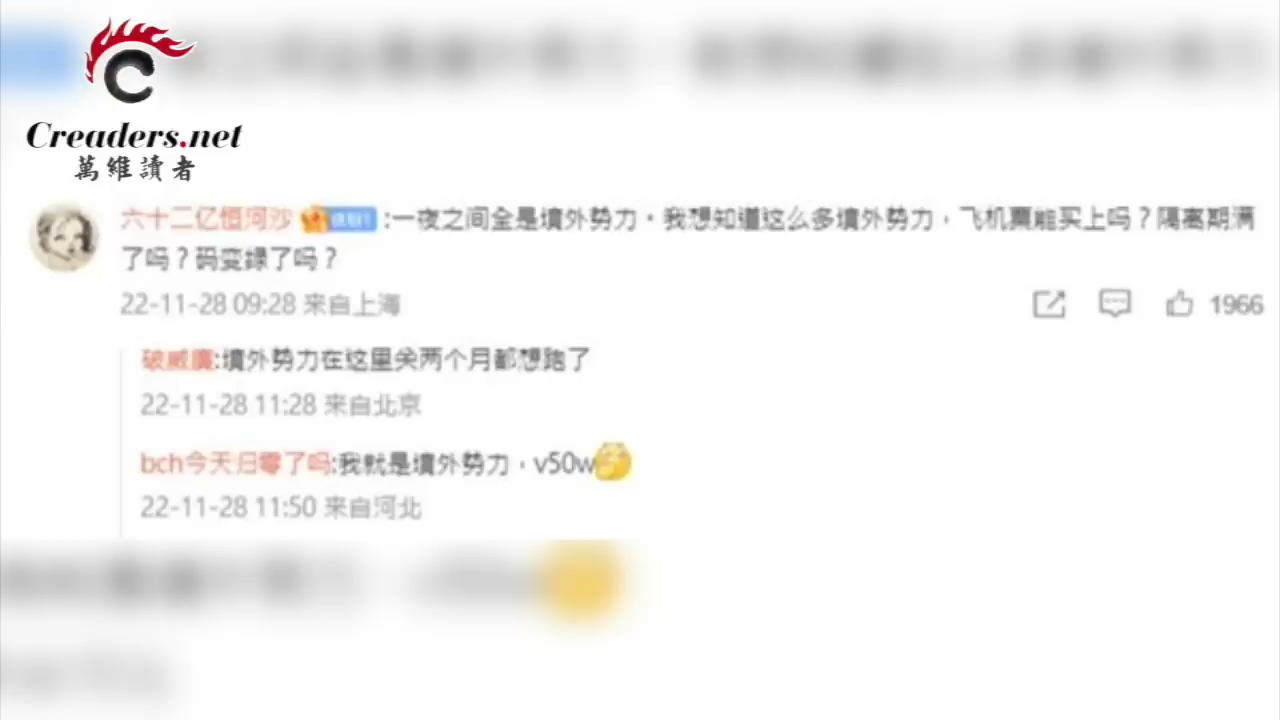 Creaders.net
萬維讀者
六十二亿恒河沙 :一夜之间全是境外势力。我想知道这么多境外势力，飞机票能买上吗？隔离期满
了吗？码变绿了吗？
22-11-28 09:28 来自上海
1966
破威廉:境外势力在这里关两个月都想跑了
22-11-28 11:28 来自北京
bch今天归零了吗:我就是境外势力，v50w
22-11-28 11:50 来自河北